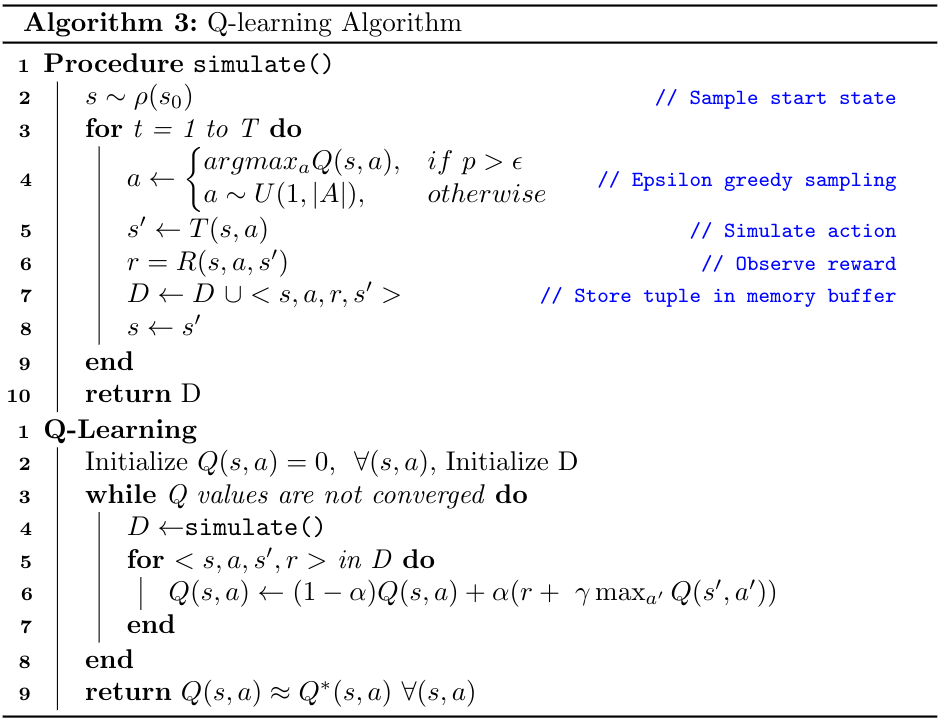 Algorithm 3: Q-learning Algorithm
1 Procedure simulate()
2 s ∼ ρ(s₀) // Sample start state
3 for t = 1 to T do
4 a ← { argmaxₐQ(s, a), if p > ϵ
a ∼ U(1, |A|), otherwise // Epsilon greedy sampling
5 s′ ← T(s, a) // Simulate action
6 r = R(s, a, s′) // Observe reward
7 D ← D ∪ < s, a, r, s′ > // Store tuple in memory buffer
8 s ← s′
9 end
10 return D
1 Q-Learning
2 Initialize Q(s, a) = 0, ∀(s, a), Initialize D
3 while Q values are not converged do
4 D ←simulate()
5 for < s, a, s′, r > in D do
6 Q(s, a) ← (1 − α)Q(s, a) + α(r + γ maxₐ′ Q(s′, a′))
7 end
8 end
9 return Q(s, a) ≈ Q*(s, a) ∀(s, a)